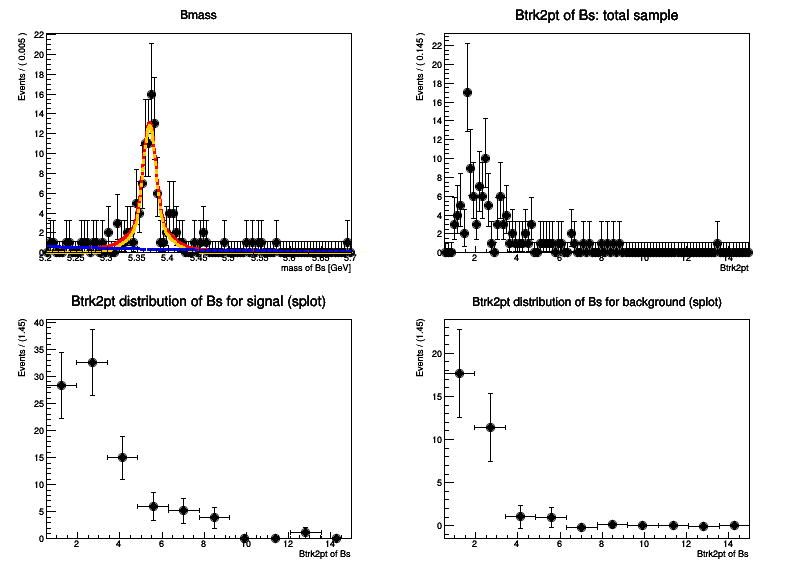 Bmass
Events / ( 0.005 )
22
20
18
16
14
12
10
8
6
4
2
0
5.2 5.25 5.3 5.35 5.4 5.45 5.5 5.55 5.6 5.65 5.7
mass of Bs [GeV]
Btrk2pt of Bs: total sample
Events / ( 0.145 )
22
20
18
16
14
12
10
8
6
4
2
0
2 4 6 8 10 12 14
Btrk2pt
Btrk2pt distribution of Bs for signal (splot)
Events / (1.45)
40
35
30
25
20
15
10
5
0
2 4 6 8 10 12 14
Btrk2pt of Bs
Btrk2pt distribution of Bs for background (splot)
Events / (1.45)
20
15
10
5
0
2 4 6 8 10 12 14
Btrk2pt of Bs